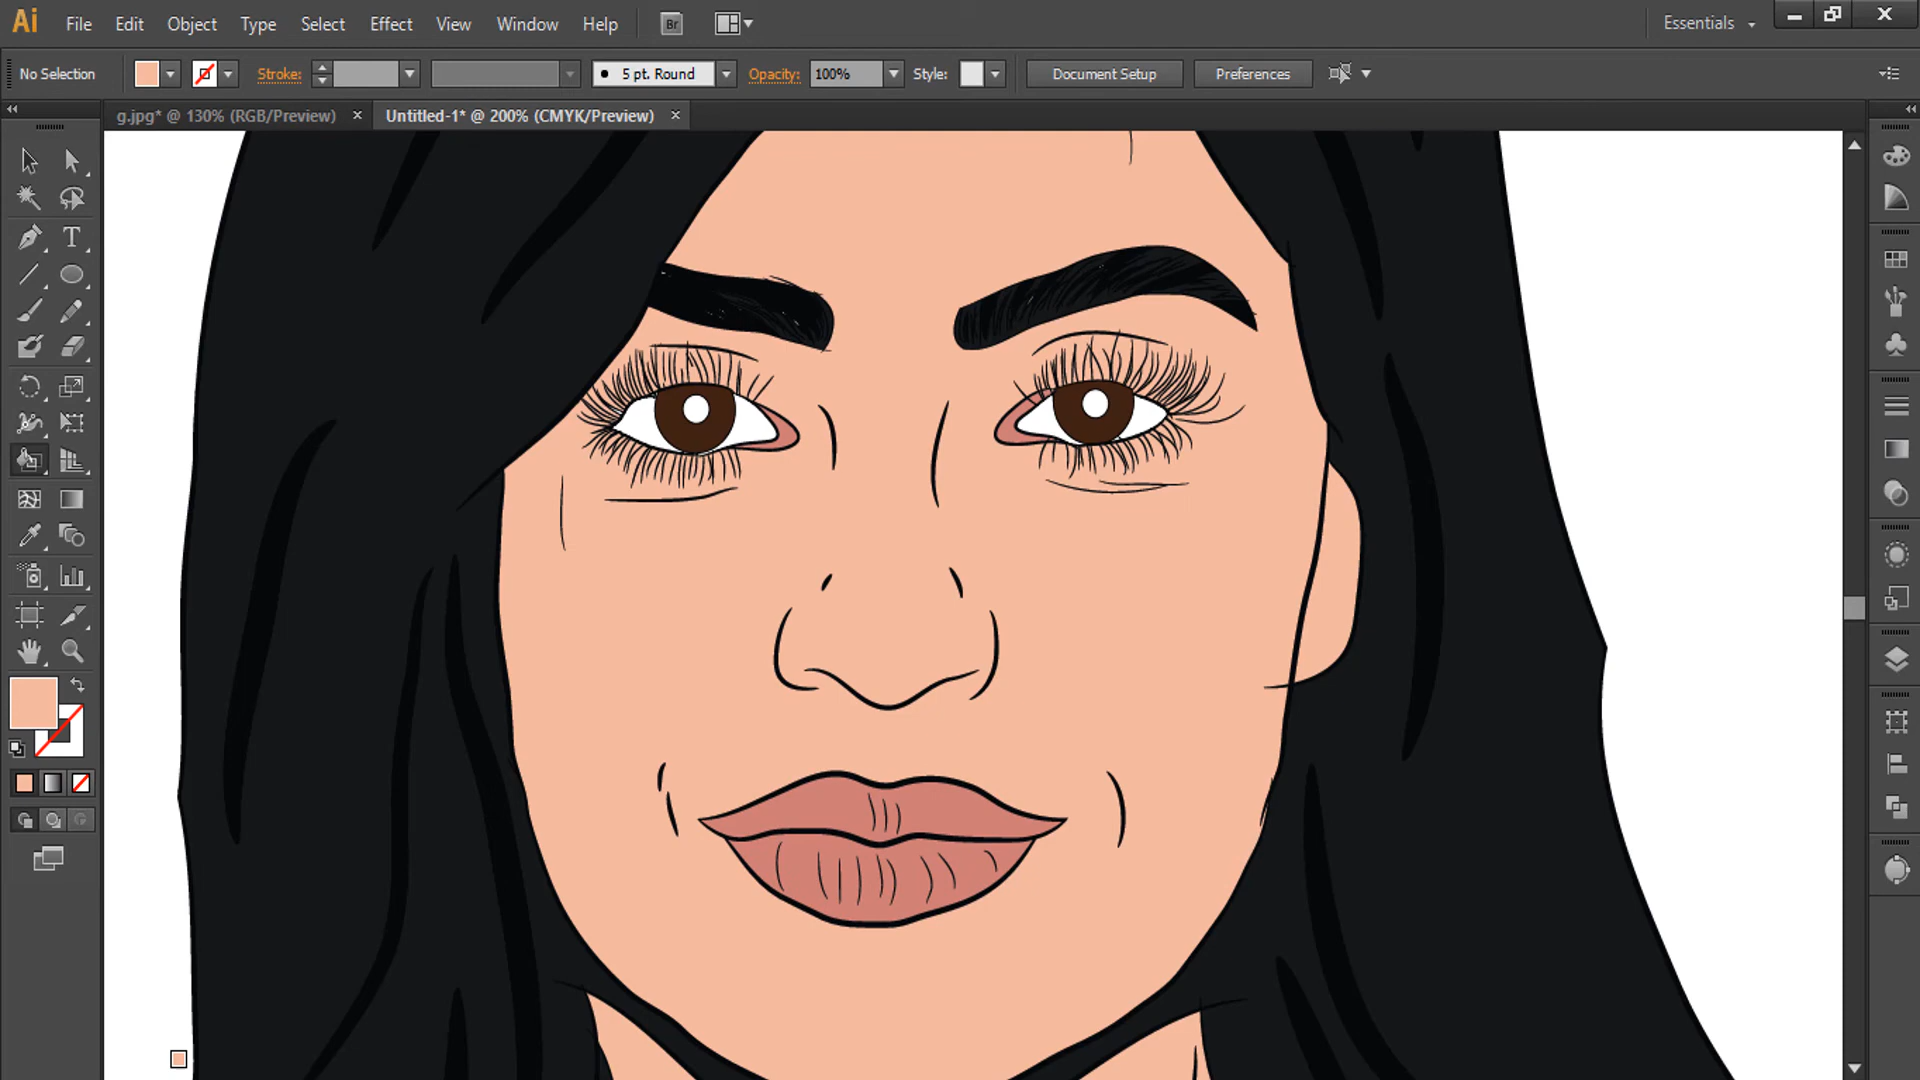 Ai File Edit Object Type Select Effect View Window Help Br Essentials
No Selection Stroke: 5 pt. Round Opacity: 100% Style: Document Setup Preferences
g.jpg* @ 130% (RGB/Preview) × Untitled-1* @ 200% (CMYK/Preview) ×
T